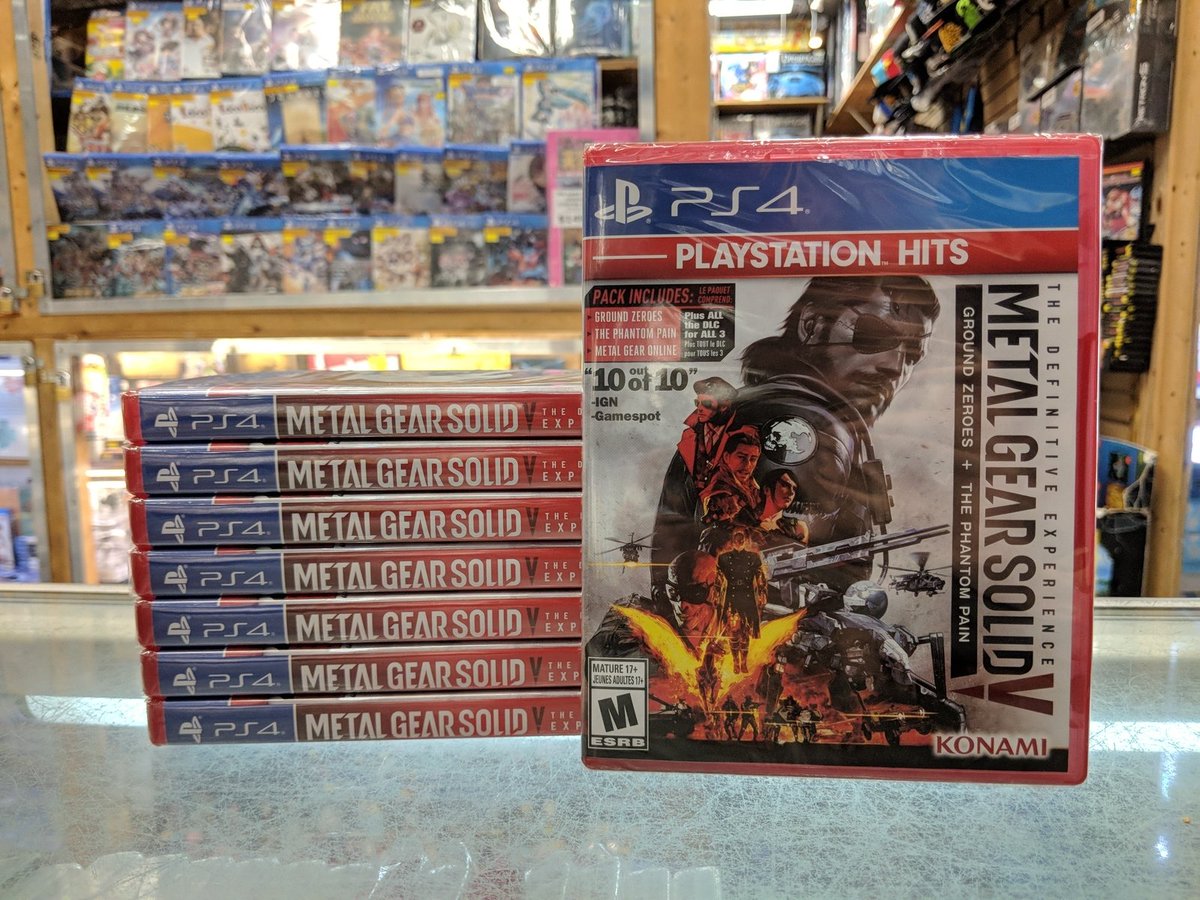 PS4
PLAYSTATION HITS
PACK INCLUDES:
LE PAQUET
COMPREND:
GROUND ZEROES
THE PHANTOM PAIN
METAL GEAR ONLINE
Plus ALL
the DLC
for ALL 3
Plus TOUT le DLC
pour TOUS les 3
"10 out of 10"
-IGN
-Gamespot
THE DEFINITIVE EXPERIENCE
METAL GEAR SOLID V
GROUND ZEROES + THE PHANTOM PAIN
MATURE 17+
JEUNES ADULTES 17+
M
ESRB
KONAMI
PS4 METAL GEAR SOLID V THE D
EXP
PS4 METAL GEAR SOLID V THE D
EXP
PS4 METAL GEAR SOLID V THE D
EXP
PS4 METAL GEAR SOLID V THE D
EXP
PS4 METAL GEAR SOLID V THE D
EXP
PS4 METAL GEAR SOLID V THE D
EXP
PS4 METAL GEAR SOLID V THE
EXP